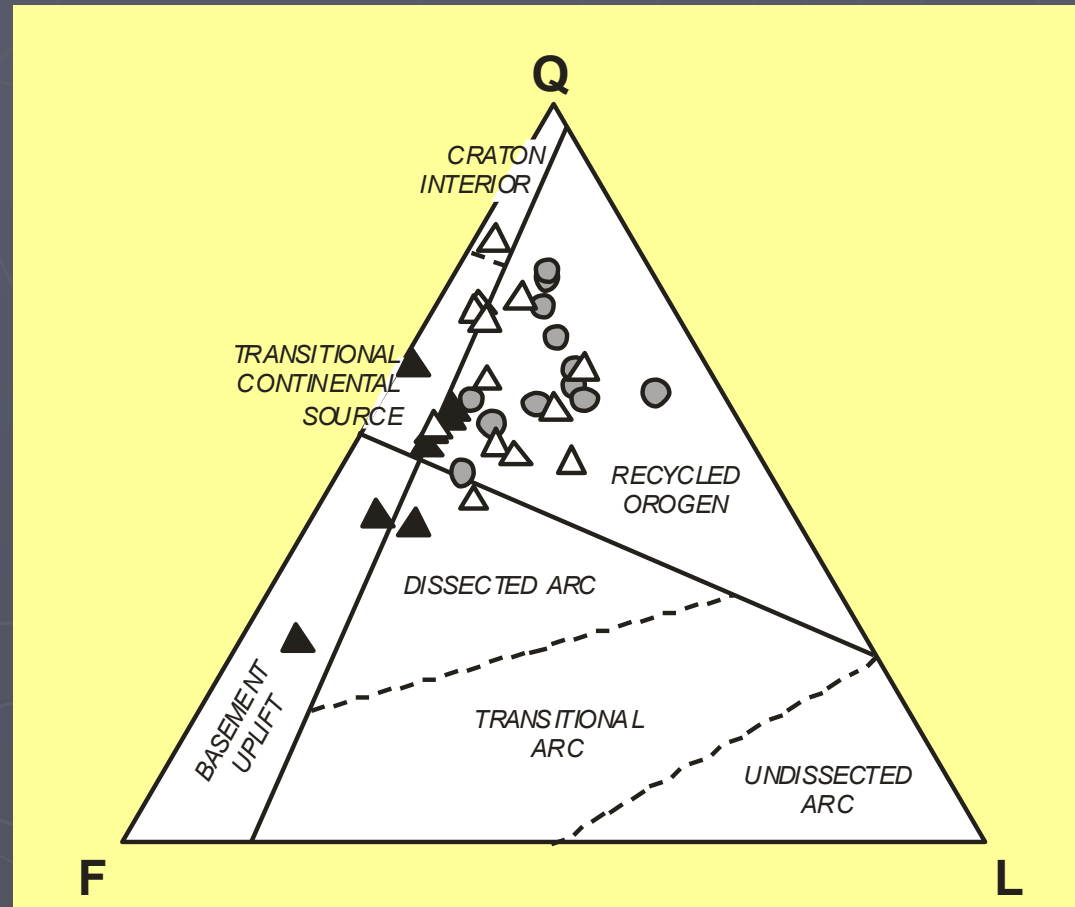 Q
CRATON
INTERIOR
TRANSITIONAL
CONTINENTAL
SOURCE
RECYCLED
OROGEN
DISSECTED ARC
BASEMENT
UPLIFT
TRANSITIONAL
ARC
UNDISSECTED
ARC
F
L